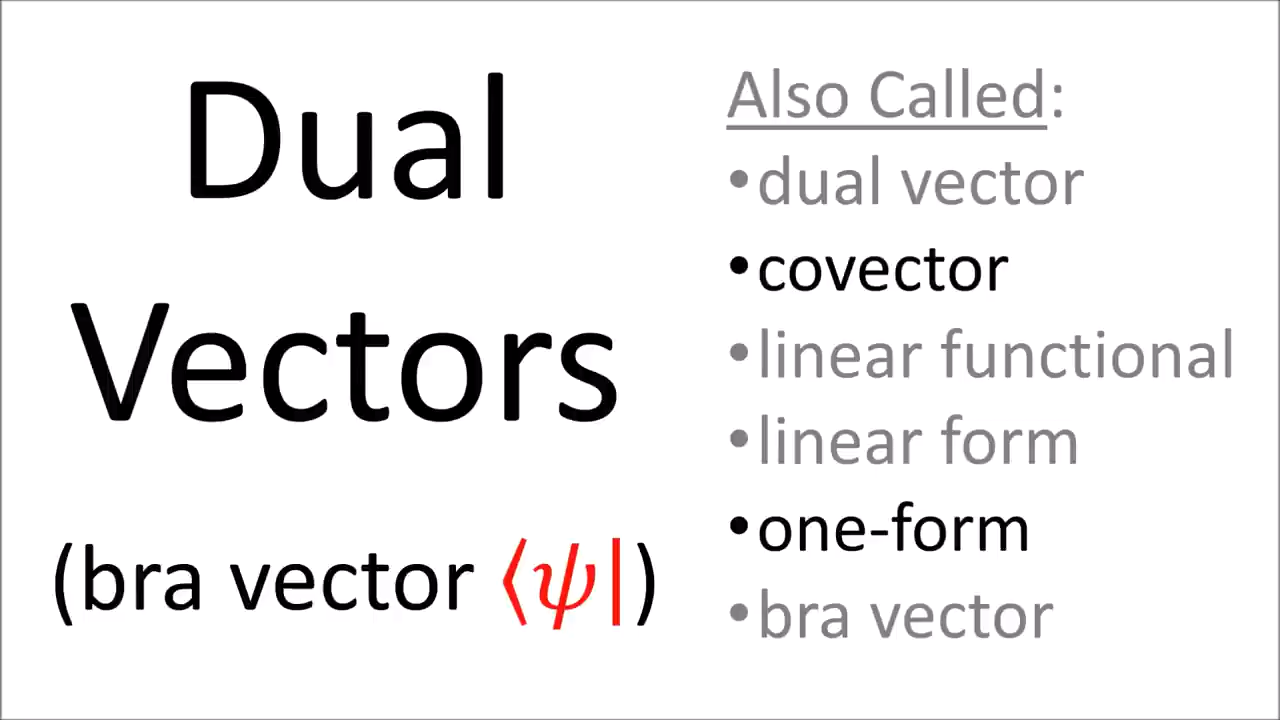 Dual
Vectors
(bra vector ⟨ψ|)
Also Called:
•dual vector
•covector
•linear functional
•linear form
•one-form
•bra vector